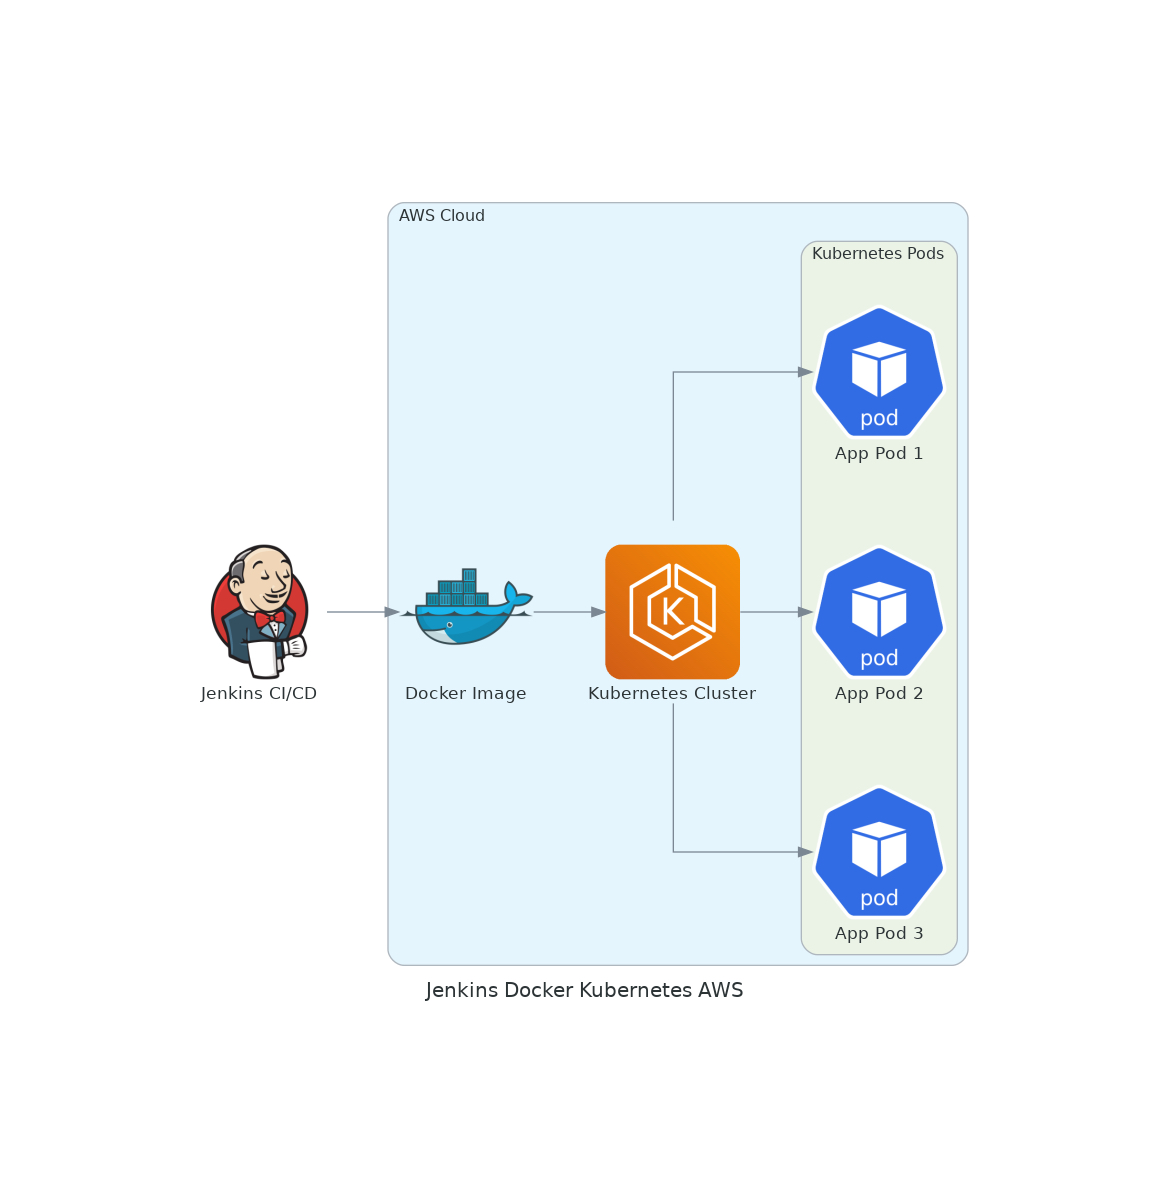 AWS Cloud
Kubernetes Pods
pod
App Pod 1
Jenkins CI/CD
Docker Image
K
Kubernetes Cluster
pod
App Pod 2
pod
App Pod 3
Jenkins Docker Kubernetes AWS